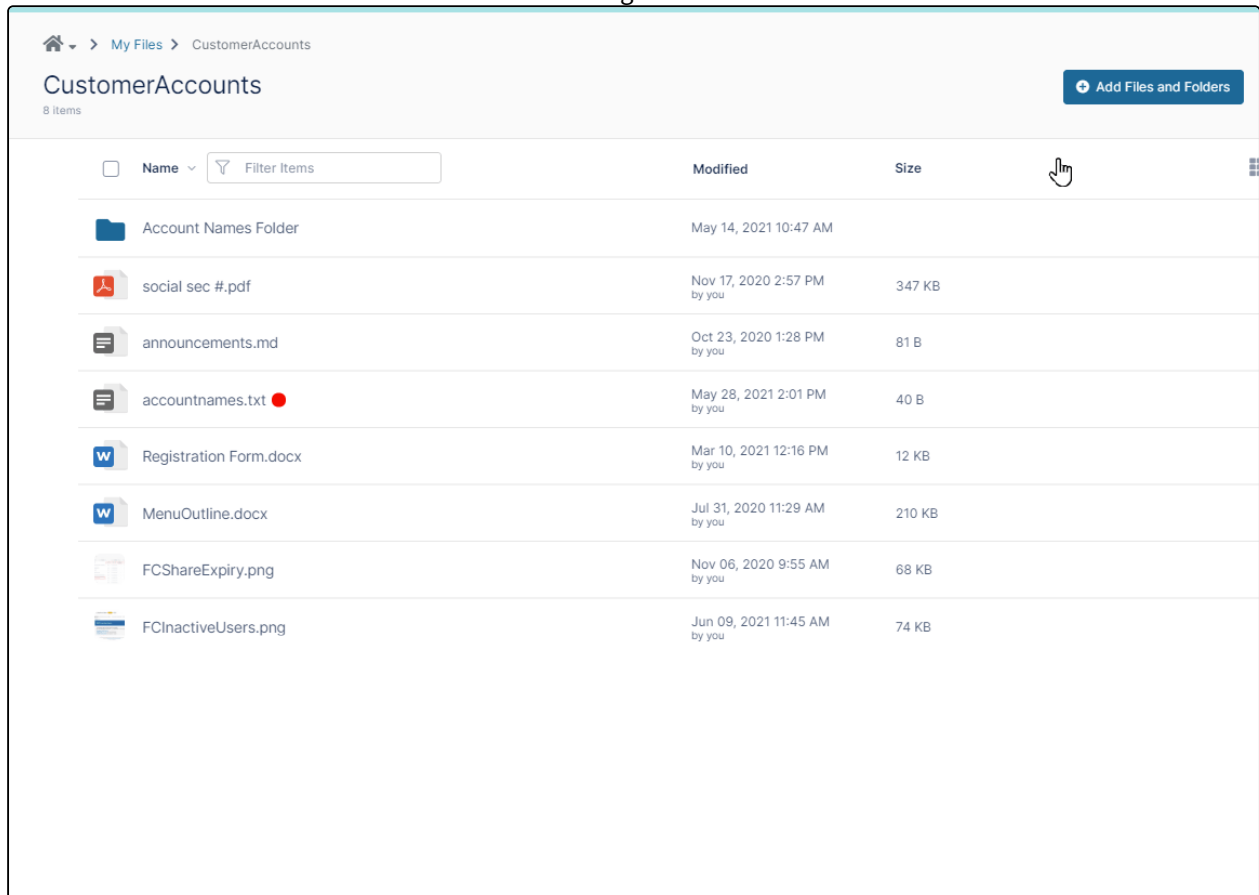 My Files CustomerAccounts
CustomerAccounts
8 items
Add Files and Folders
Name Filter Items Modified Size
Account Names Folder May 14, 2021 10:47 AM
social sec #.pdf Nov 17, 2020 2:57 PM 347 KB
by you
announcements.md Oct 23, 2020 1:28 PM 81 B
by you
accountnames.txt May 28, 2021 2:01 PM 40 B
by you
W Registration Form.docx Mar 10, 2021 12:16 PM 12 KB
by you
W MenuOutline.docx Jul 31, 2020 11:29 AM 210 KB
by you
FCShareExpiry.png Nov 06, 2020 9:55 AM 68 KB
by you
FCInactiveUsers.png Jun 09, 2021 11:45 AM 74 KB
by you